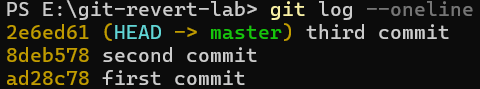 PS E:\git-revert-lab> git log --oneline
2e6ed61 (HEAD -> master) third commit
8deb578 second commit
ad28c78 first commit